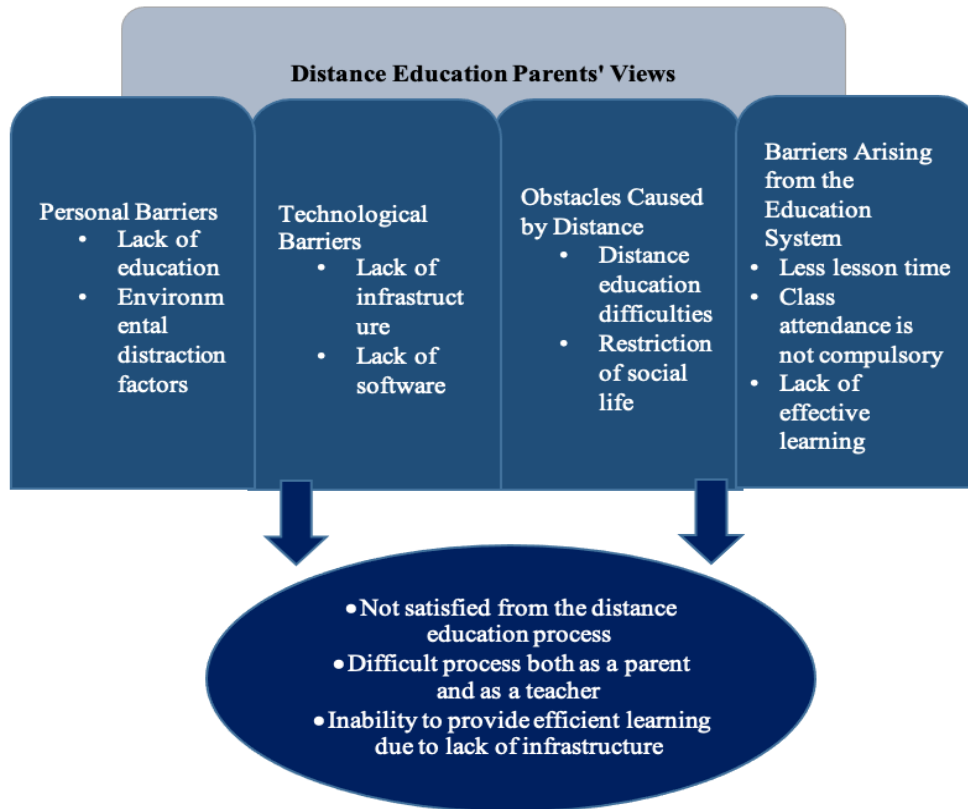 Distance Education Parents' Views
Personal Barriers
• Lack of
education
• Environm
ental
distraction
factors
Technological
Barriers
• Lack of
infrastruct
ure
• Lack of
software
Obstacles Caused
by Distance
• Distance
education
difficulties
• Restriction
of social
life
Barriers Arising
from the
Education
System
• Less lesson time
• Class
attendance is
not compulsory
• Lack of
effective
learning
• Not satisfied from the distance
education process
• Difficult process both as a parent
and as a teacher
• Inability to provide efficient learning
due to lack of infrastructure